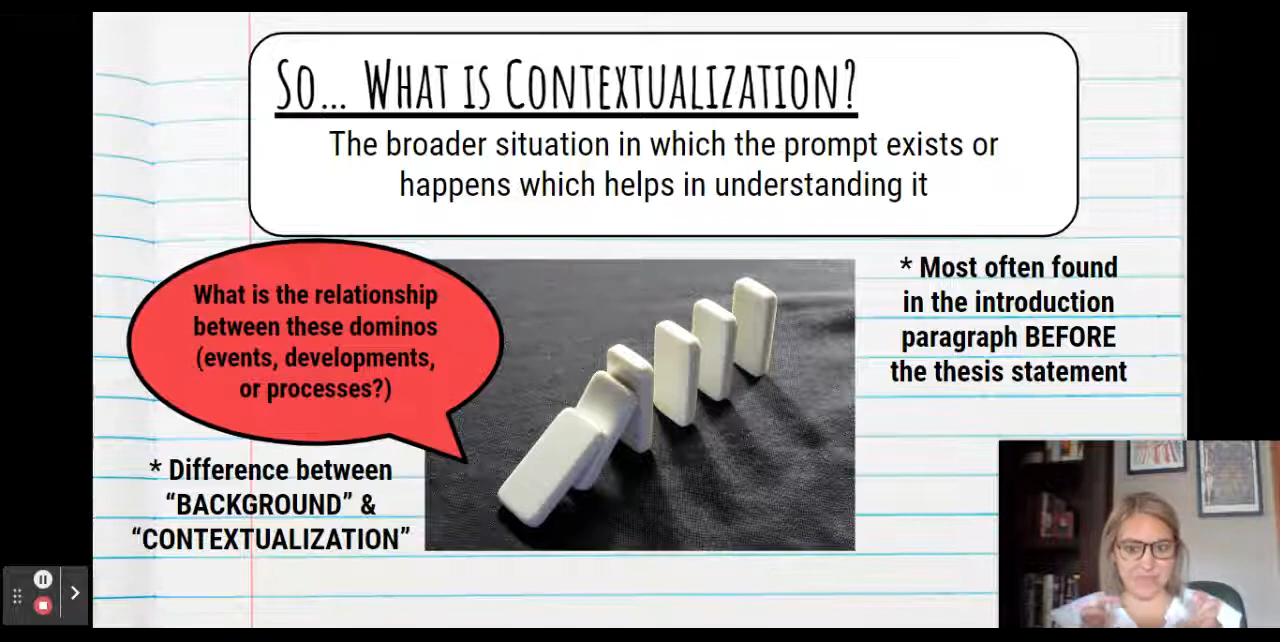 So... What is Contextualization?
The broader situation in which the prompt exists or
happens which helps in understanding it
What is the relationship
between these dominos
(events, developments,
or processes?)
* Most often found
in the introduction
paragraph BEFORE
the thesis statement
* Difference between
“BACKGROUND” &
“CONTEXTUALIZATION”